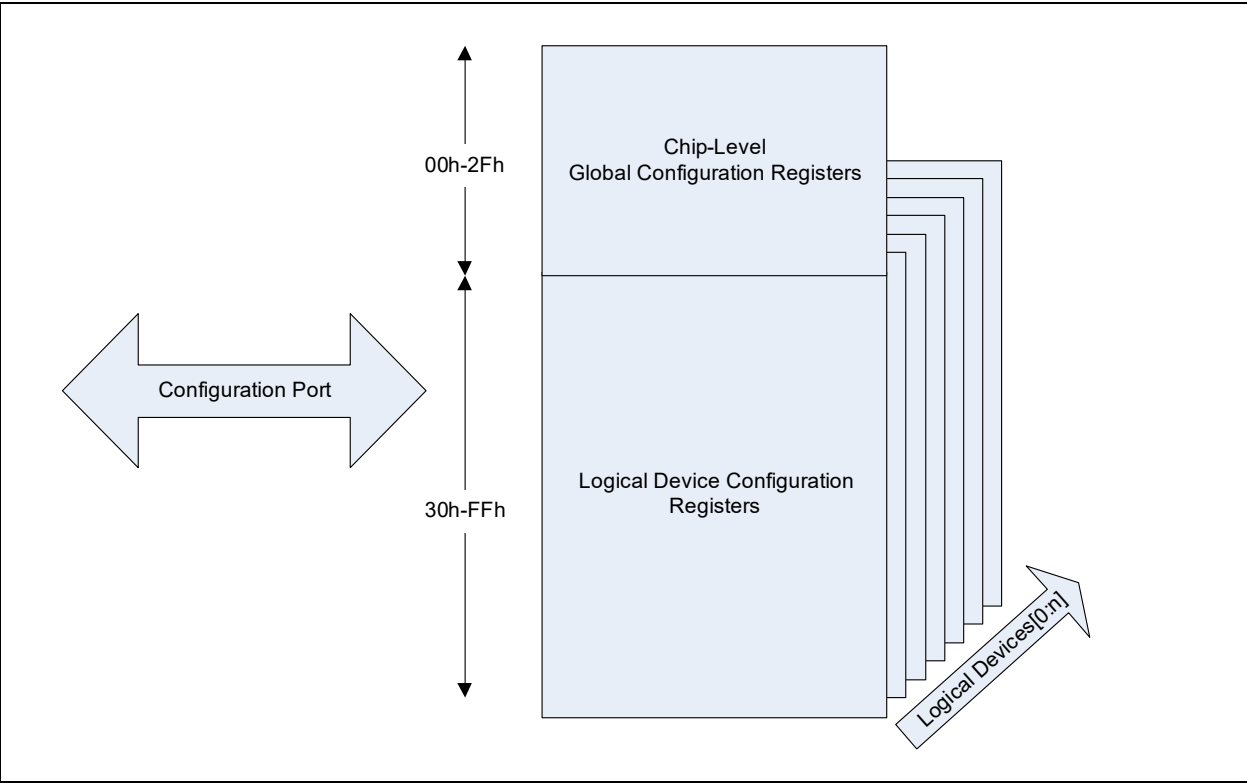 Chip-Level
Global Configuration Registers
00h-2Fh
Configuration Port
Logical Device Configuration
Registers
30h-FFh
Logical Devices[0:n]